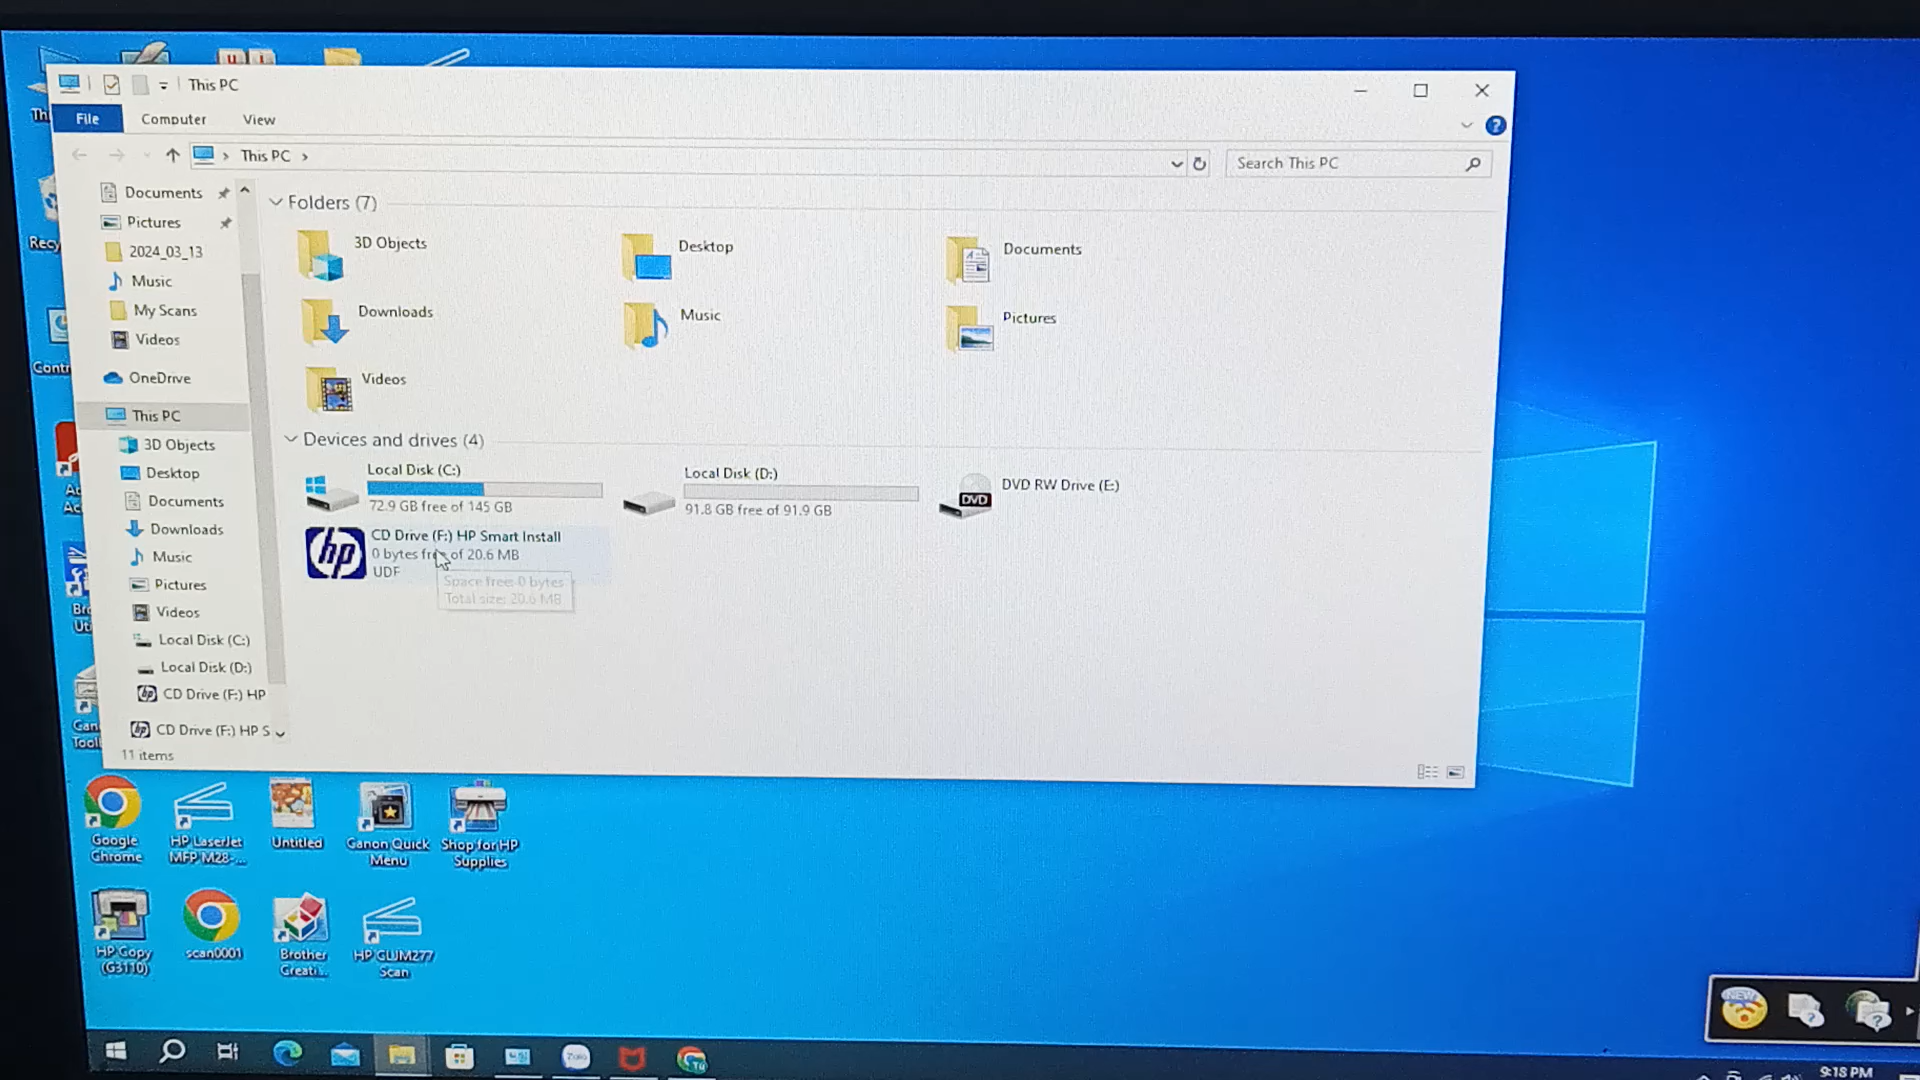 This PC
File
Computer
View
This PC
Search This PC
Documents
Pictures
2024_03_13
Music
My Scans
Videos
OneDrive
This PC
3D Objects
Desktop
Documents
Downloads
Music
Pictures
Videos
Local Disk (C:)
Local Disk (D:)
CD Drive (F:) HP
CD Drive (F:) HP S
11 items
Folders (7)
3D Objects
Desktop
Documents
Downloads
Music
Pictures
Videos
Devices and drives (4)
Local Disk (C:)
72.9 GB free of 145 GB
Local Disk (D:)
91.8 GB free of 91.9 GB
DVD
DVD RW Drive (E:)
hp
CD Drive (F:) HP Smart Install
0 bytes free of 20.6 MB
UDF
Space free: 0 bytes
Total size: 20.6 MB
Google
Chrome
HP LaserJet
MFP M28-...
Untitled
Canon Quick
Menu
Shop for HP
Supplies
HP Copy
(G3110)
scan0001
Brother
Creati...
HP CLJM277
Scan
NEW
Zalo
9:18 PM